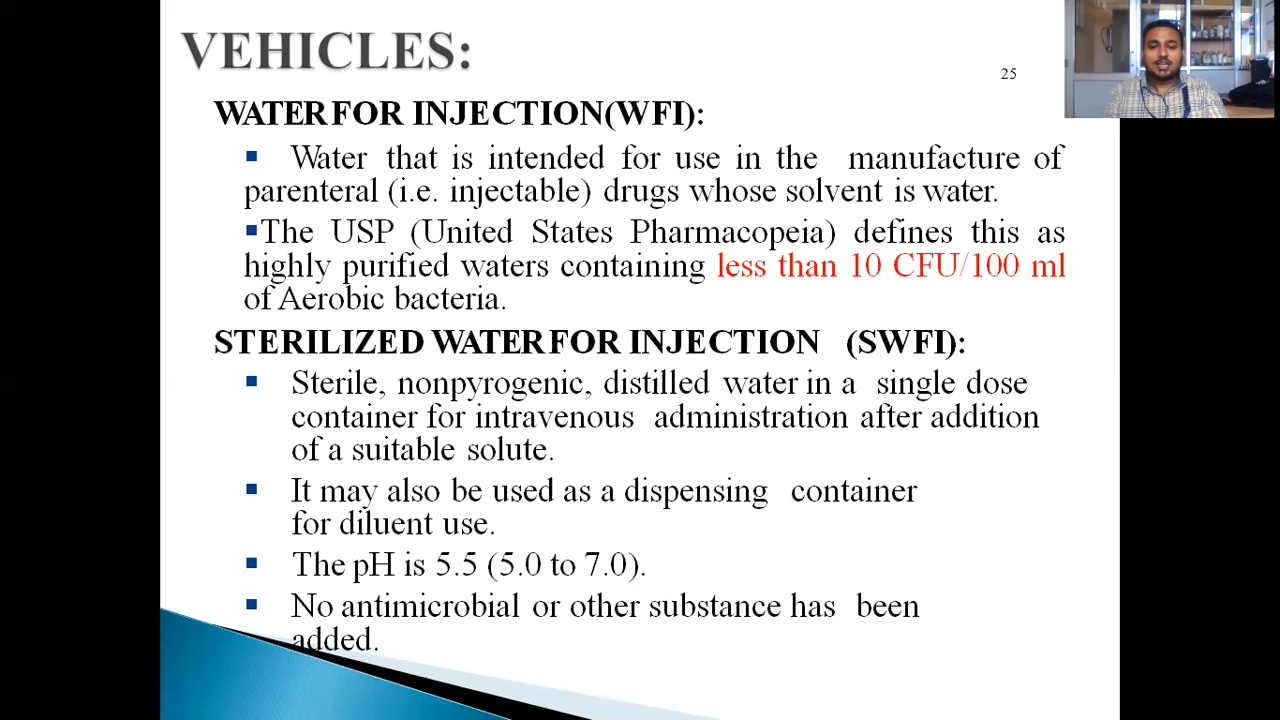 VEHICLES:
25
WATER FOR INJECTION(WFI):
▪ Water that is intended for use in the manufacture of
parenteral (i.e. injectable) drugs whose solvent is water.
▪The USP (United States Pharmacopeia) defines this as
highly purified waters containing less than 10 CFU/100 ml
of Aerobic bacteria.
STERILIZED WATER FOR INJECTION (SWFI):
▪ Sterile, nonpyrogenic, distilled water in a single dose
container for intravenous administration after addition
of a suitable solute.
▪ It may also be used as a dispensing container
for diluent use.
▪ The pH is 5.5 (5.0 to 7.0).
▪ No antimicrobial or other substance has been
added.